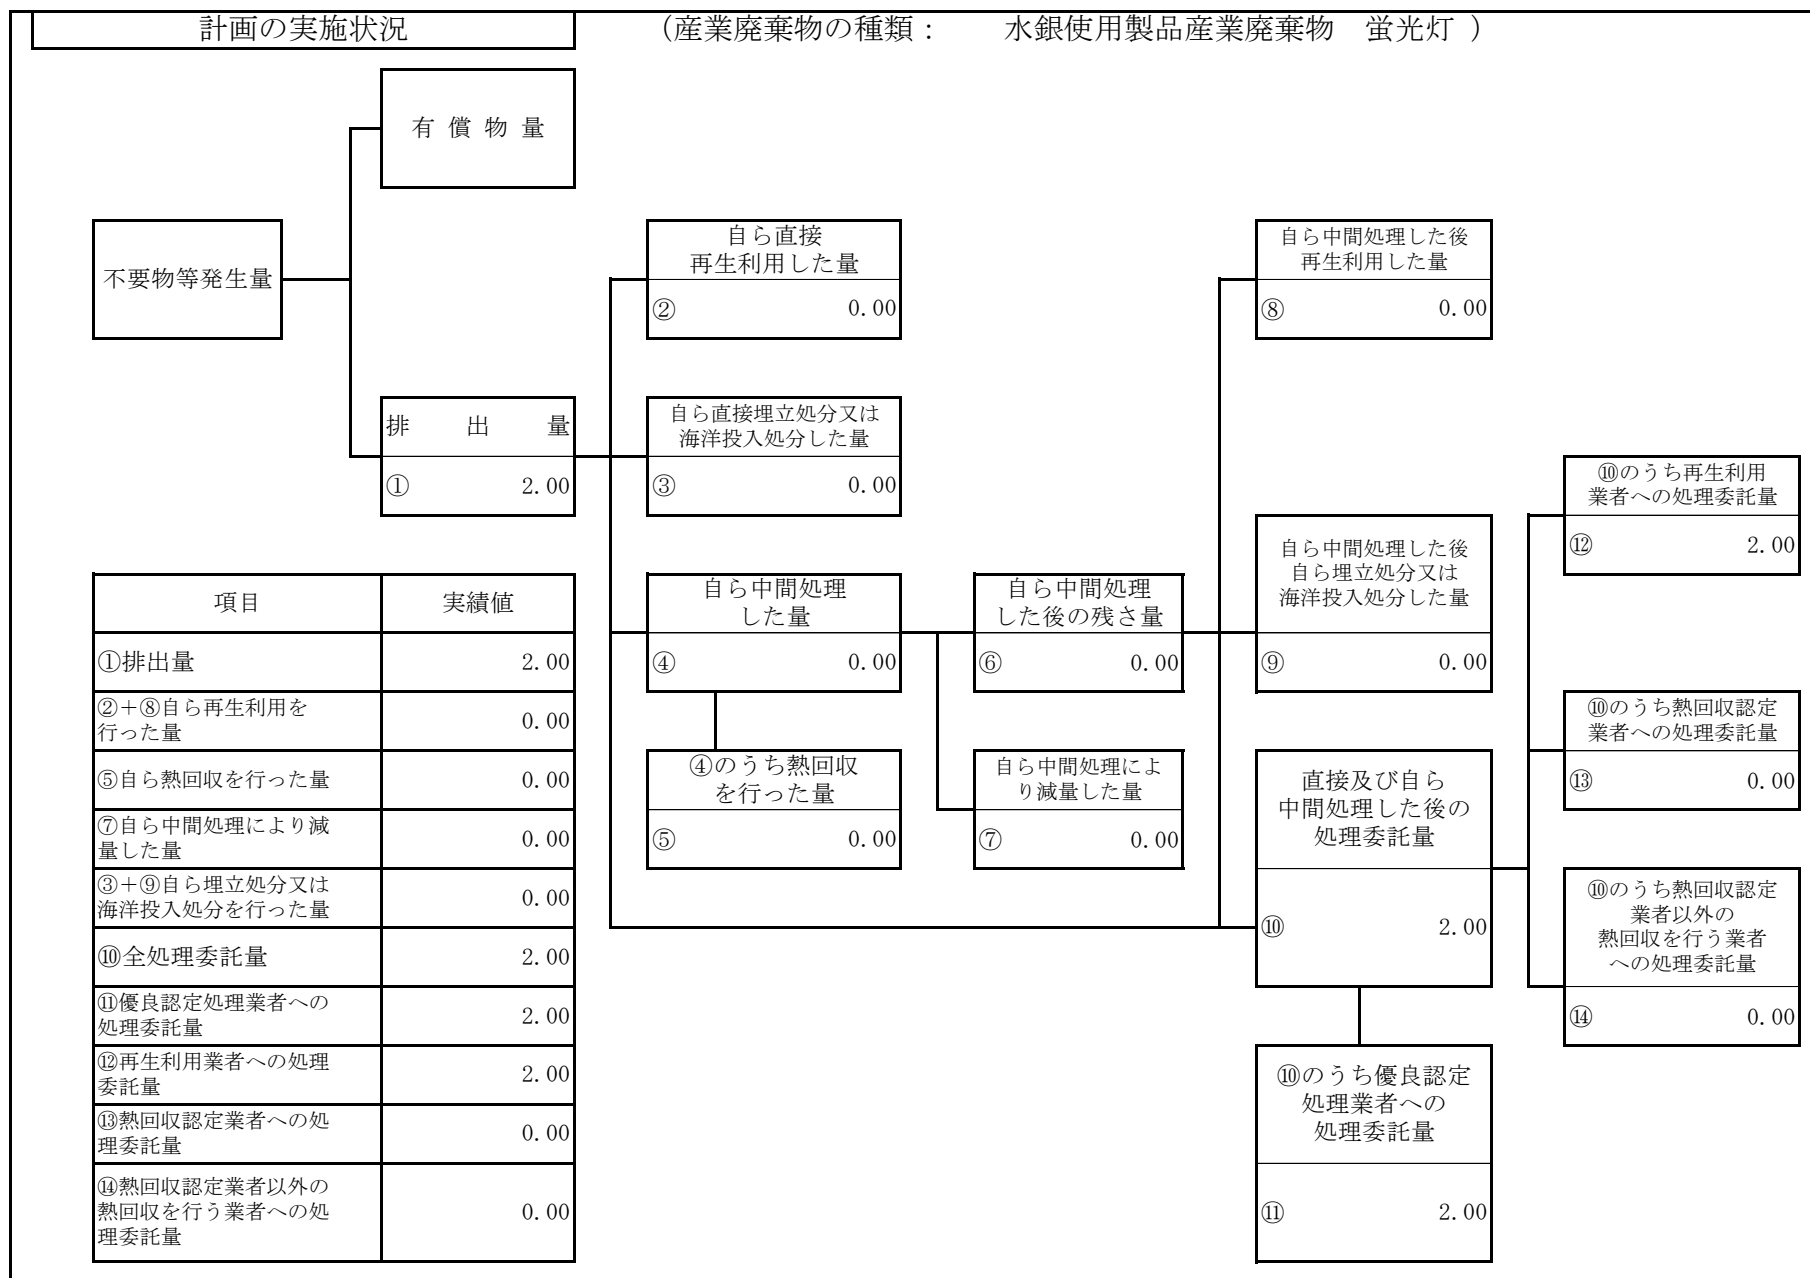 計画の実施状況
（産業廃棄物の種類： 水銀使用製品産業廃棄物 蛍光灯 ）
有償物量
不要物等発生量
自ら直接
再生利用した量
② 0.00
自ら中間処理した後
再生利用した量
⑧ 0.00
排出量
① 2.00
自ら直接埋立処分又は
海洋投入処分した量
③ 0.00
⑩のうち再生利用
業者への処理委託量
⑫ 2.00
自ら中間処理した後
自ら埋立処分又は
海洋投入処分した量
⑨ 0.00
自ら中間処理
した量
④ 0.00
自ら中間処理
した後の残さ量
⑥ 0.00
④のうち熱回収
を行った量
⑤ 0.00
自ら中間処理によ
り減量した量
⑦ 0.00
直接及び自ら
中間処理した後の
処理委託量
⑩ 2.00
⑩のうち熱回収認定
業者への処理委託量
⑬ 0.00
⑩のうち熱回収認定
業者以外の
熱回収を行う業者
への処理委託量
⑭ 0.00
⑩のうち優良認定
処理業者への
処理委託量
⑪ 2.00
項目 実績値
①排出量 2.00
②＋⑧自ら再生利用を
行った量 0.00
⑤自ら熱回収を行った量 0.00
⑦自ら中間処理により減
量した量 0.00
③＋⑨自ら埋立処分又は
海洋投入処分を行った量 0.00
⑩全処理委託量 2.00
⑪優良認定処理業者への
処理委託量 2.00
⑫再生利用業者への処理
委託量 2.00
⑬熱回収認定業者への処
理委託量 0.00
⑭熱回収認定業者以外の
熱回収を行う業者への処
理委託量 0.00